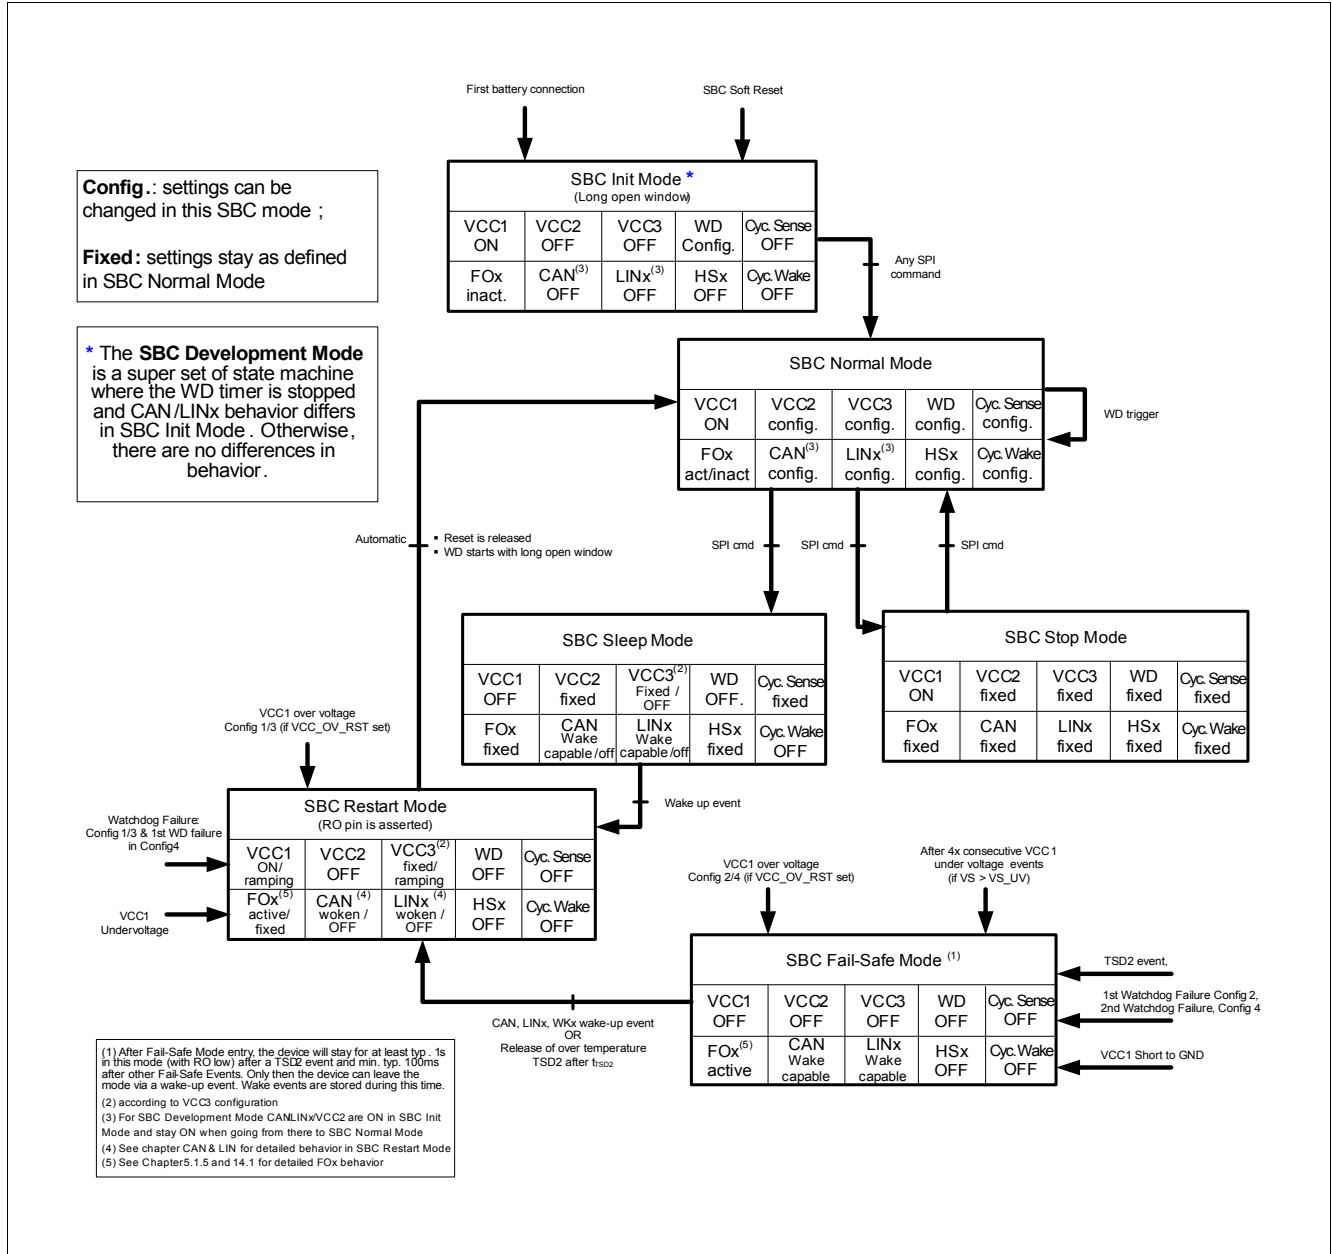 First battery connection
SBC Soft Reset
Config.: settings can be
changed in this SBC mode ;
Fixed: settings stay as defined
in SBC Normal Mode
* The SBC Development Mode
is a super set of state machine
where the WD timer is stopped
and CAN/LINx behavior differs
in SBC Init Mode . Otherwise,
there are no differences in
behavior.
SBC Init Mode *
(Long open window)
VCC1 ON
VCC2 OFF
VCC3 OFF
WD Config.
Cyc. Sense OFF
FOx inact.
CAN(3) OFF
LINx(3) OFF
HSx OFF
Cyc. Wake OFF
Any SPI
command
SBC Normal Mode
VCC1 ON
VCC2 config.
VCC3 config.
WD config.
Cyc. Sense config.
FOx act/inact
CAN(3) config.
LINx(3) config.
HSx config.
Cyc. Wake config.
WD trigger
Automatic
▪ Reset is released
▪ WD starts with long open window
SPI cmd
SPI cmd
SPI cmd
SBC Sleep Mode
VCC1 OFF
VCC2 fixed
VCC3(2) Fixed / OFF
WD OFF.
Cyc. Sense fixed
FOx fixed
CAN Wake capable/off
LINx Wake capable/off
HSx fixed
Cyc. Wake OFF
SBC Stop Mode
VCC1 ON
VCC2 fixed
VCC3 fixed
WD fixed
Cyc. Sense fixed
FOx fixed
CAN fixed
LINx fixed
HSx fixed
Cyc. Wake fixed
VCC1 over voltage
Config 1/3 (if VCC_OV_RST set)
Wake up event
Watchdog Failure:
Config 1/3 & 1st WD failure
in Config4
VCC1
Undervoltage
SBC Restart Mode
(RO pin is asserted)
VCC1 ON/ ramping
VCC2 OFF
VCC3(2) fixed/ ramping
WD OFF
Cyc. Sense OFF
FOx(5) active/ fixed
CAN(4) woken / OFF
LINx(4) woken / OFF
HSx OFF
Cyc. Wake OFF
VCC1 over voltage
Config 2/4 (if VCC_OV_RST set)
After 4x consecutive VCC1
under voltage events
(if VS > VS_UV)
SBC Fail-Safe Mode (1)
VCC1 OFF
VCC2 OFF
VCC3 OFF
WD OFF
Cyc. Sense OFF
FOx(5) active
CAN Wake capable
LINx Wake capable
HSx OFF
Cyc. Wake OFF
TSD2 event,
1st Watchdog Failure Config 2,
2nd Watchdog Failure, Config 4
VCC1 Short to GND
CAN, LINx, WKx wake-up event
OR
Release of over temperature
TSD2 after tTSD2
(1) After Fail-Safe Mode entry, the device will stay for at least typ. 1s
in this mode (with RO low) after a TSD2 event and min. typ. 100ms
after other Fail-Safe Events. Only then the device can leave the
mode via a wake-up event. Wake events are stored during this time.
(2) according to VCC3 configuration
(3) For SBC Development Mode CAN/LINx/VCC2 are ON in SBC Init
Mode and stay ON when going from there to SBC Normal Mode
(4) See chapter CAN & LIN for detailed behavior in SBC Restart Mode
(5) See Chapter5.1.5 and 14.1 for detailed FOx behavior